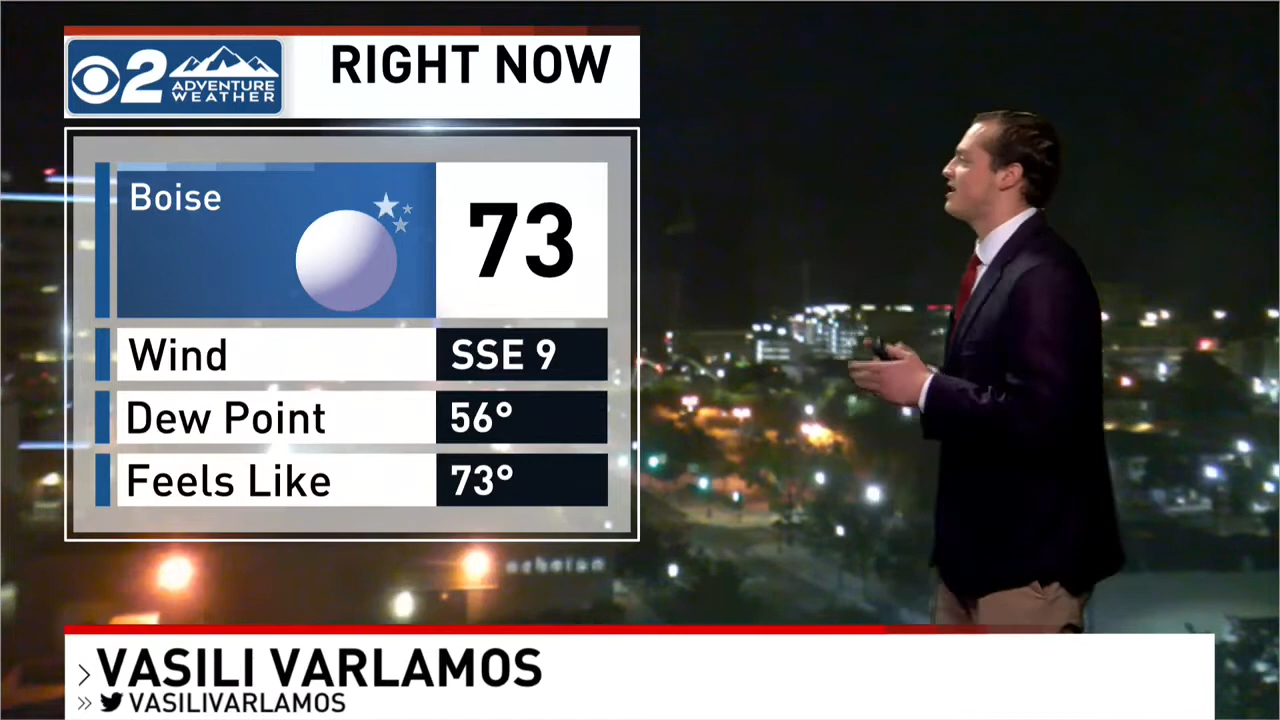 2 ADVENTURE WEATHER
RIGHT NOW
Boise
73
Wind SSE 9
Dew Point 56°
Feels Like 73°
VASILI VARLAMOS
VASILIVARLAMOS